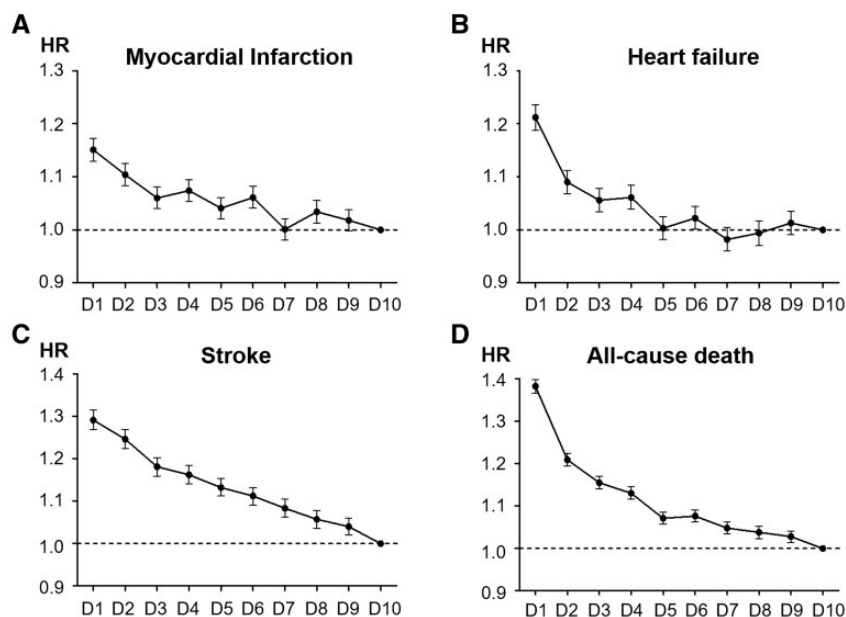 A
HR
Myocardial Infarction
1.3
1.2
1.1
1.0
0.9
D1 D2 D3 D4 D5 D6 D7 D8 D9 D10
B
HR
Heart failure
1.3
1.2
1.1
1.0
0.9
D1 D2 D3 D4 D5 D6 D7 D8 D9 D10
C
HR
Stroke
1.4
1.3
1.2
1.1
1.0
0.9
D1 D2 D3 D4 D5 D6 D7 D8 D9 D10
D
HR
All-cause death
1.4
1.3
1.2
1.1
1.0
0.9
D1 D2 D3 D4 D5 D6 D7 D8 D9 D10